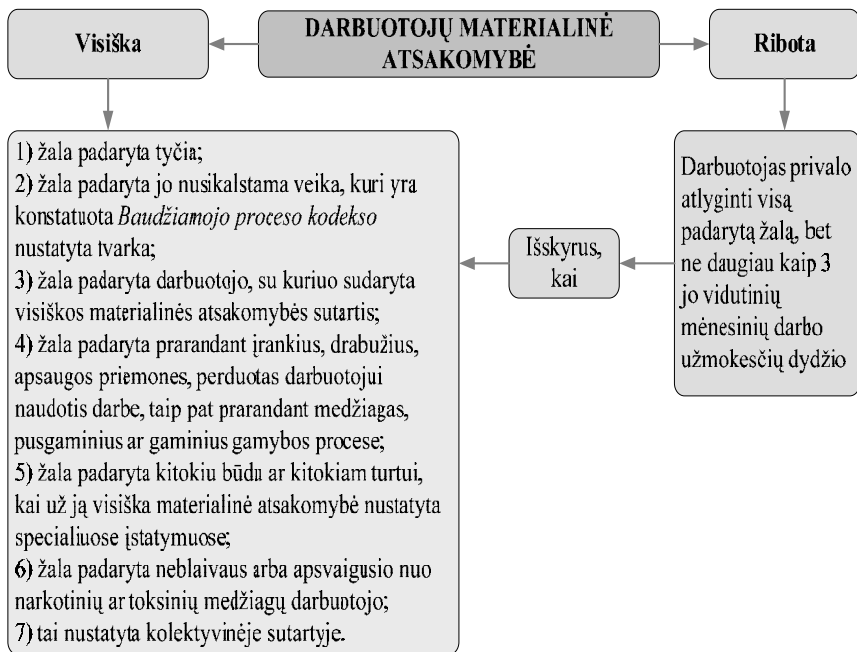 DARBUOTOJŲ MATERIALINĖ
ATSAKOMYBĖ
Visiška
Ribota
1) žala padaryta tyčia;
2) žala padaryta jo nusikalstama veika, kuri yra
konstatuota Baudžiamojo proceso kodekso
nustatyta tvarka;
3) žala padaryta darbuotojo, su kuriuo sudaryta
visiškos materialinės atsakomybės sutartis;
4) žala padaryta prarandant įrankius, drabužius,
apsaugos priemones, perduotas darbuotojui
naudotis darbe, taip pat prarandant medžiagas,
pusgaminius ar gaminius gamybos procese;
5) žala padaryta kitokiu būdu ar kitokiam turtui,
kai už ją visiška materialinė atsakomybė nustatyta
specialiuose įstatymuose;
6) žala padaryta neblaivaus arba apsvaigusio nuo
narkotinių ar toksinių medžiagų darbuotojo;
7) tai nustatyta kolektyvinėje sutartyje.
Išskyrus,
kai
Darbuotojas privalo
atlyginti visą
padarytą žalą, bet
ne daugiau kaip 3
jo vidutinių
mėnesinių darbo
užmokesčių dydžio